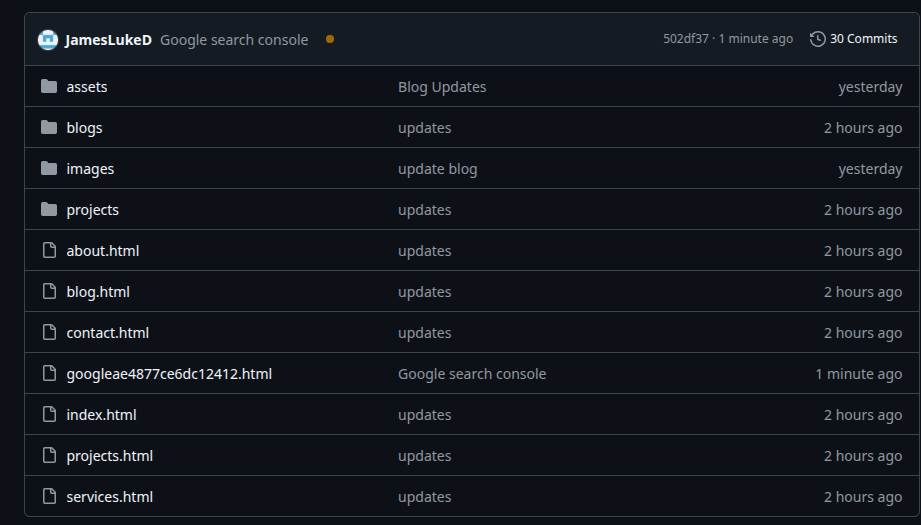 JamesLukeD Google search console 502df37 · 1 minute ago 30 Commits
assets Blog Updates yesterday
blogs updates 2 hours ago
images update blog yesterday
projects updates 2 hours ago
about.html updates 2 hours ago
blog.html updates 2 hours ago
contact.html updates 2 hours ago
googleae4877ce6dc12412.html Google search console 1 minute ago
index.html updates 2 hours ago
projects.html updates 2 hours ago
services.html updates 2 hours ago